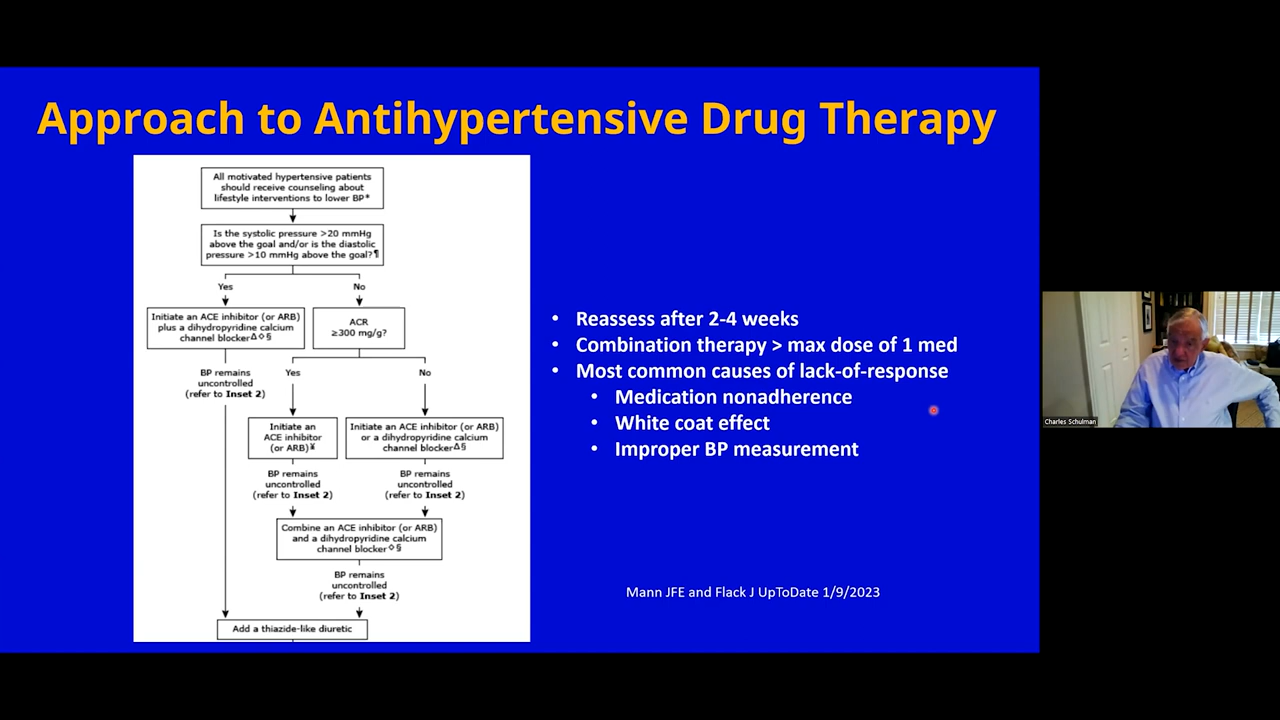 Approach to Antihypertensive Drug Therapy
All motivated hypertensive patients
should receive counseling about
lifestyle interventions to lower BP*
Is the systolic pressure >20 mmHg
above the goal and/or is the diastolic
pressure >10 mmHg above the goal?¶
Yes
No
Initiate an ACE inhibitor (or ARB)
plus a dihydropyridine calcium
channel blockerΔ◊§
ACR
≥300 mg/g?
BP remains
uncontrolled
(refer to Inset 2)
Yes
No
Initiate an
ACE inhibitor
(or ARB)¥
Initiate an ACE inhibitor (or ARB)
or a dihydropyridine calcium
channel blockerΔ§
BP remains
uncontrolled
(refer to Inset 2)
BP remains
uncontrolled
(refer to Inset 2)
Combine an ACE inhibitor (or ARB)
and a dihydropyridine calcium
channel blocker◊§
BP remains
uncontrolled
(refer to Inset 2)
Add a thiazide-like diuretic
• Reassess after 2-4 weeks
• Combination therapy > max dose of 1 med
• Most common causes of lack-of-response
• Medication nonadherence
• White coat effect
• Improper BP measurement
Mann JFE and Flack J UpToDate 1/9/2023
Charles Schulman